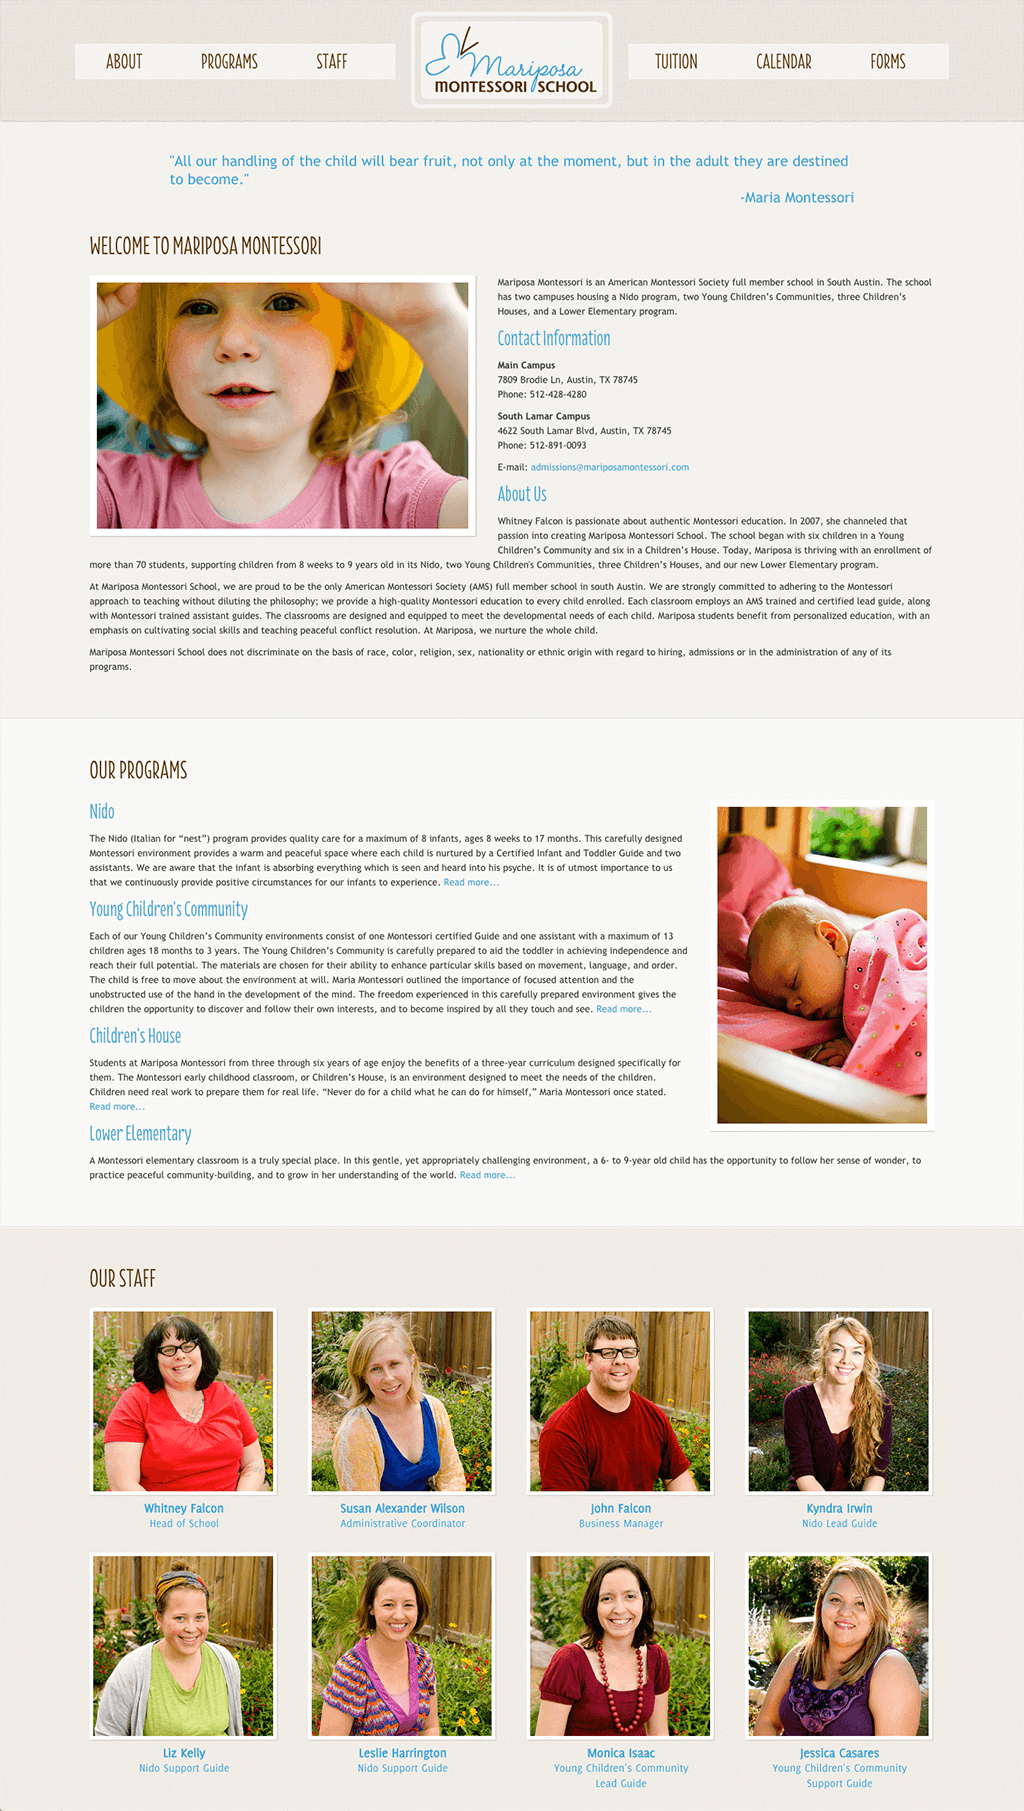 ABOUT
PROGRAMS
STAFF
Mariposa
MONTESSORI SCHOOL
TUITION
CALENDAR
FORMS
"All our handling of the child will bear fruit, not only at the moment, but in the adult they are destined
to become."
-Maria Montessori
WELCOME TO MARIPOSA MONTESSORI
Mariposa Montessori is an American Montessori Society full member school in South Austin. The school
has two campuses housing a Nido program, two Young Children’s Communities, three Children’s
Houses, and a Lower Elementary program.
Contact Information
Main Campus
7809 Brodie Ln, Austin, TX 78745
Phone: 512-428-4280
South Lamar Campus
4622 South Lamar Blvd, Austin, TX 78745
Phone: 512-891-0093
E-mail: admissions@mariposamontessori.com
About Us
Whitney Falcon is passionate about authentic Montessori education. In 2007, she channeled that
passion into creating Mariposa Montessori School. The school began with six children in a Young
Children’s Community and six in a Children’s House. Today, Mariposa is thriving with an enrollment of
more than 70 students, supporting children from 8 weeks to 9 years old in its Nido, two Young Children's Communities, three Children’s Houses, and our new Lower Elementary program.
At Mariposa Montessori School, we are proud to be the only American Montessori Society (AMS) full member school in south Austin. We are strongly committed to adhering to the Montessori
approach to teaching without diluting the philosophy; we provide a high-quality Montessori education to every child enrolled. Each classroom employs an AMS trained and certified lead guide, along
with Montessori trained assistant guides. The classrooms are designed and equipped to meet the developmental needs of each child. Mariposa students benefit from personalized education, with an
emphasis on cultivating social skills and teaching peaceful conflict resolution. At Mariposa, we nurture the whole child.
Mariposa Montessori School does not discriminate on the basis of race, color, religion, sex, nationality or ethnic origin with regard to hiring, admissions or in the administration of any of its
programs.
OUR PROGRAMS
Nido
The Nido (Italian for “nest”) program provides quality care for a maximum of 8 infants, ages 8 weeks to 17 months. This carefully designed
Montessori environment provides a warm and peaceful space where each child is nurtured by a Certified Infant and Toddler Guide and two
assistants. We are aware that the infant is absorbing everything which is seen and heard into his psyche. It is of utmost importance to us
that we continuously provide positive circumstances for our infants to experience. Read more...
Young Children's Community
Each of our Young Children’s Community environments consist of one Montessori certified Guide and one assistant with a maximum of 13
children ages 18 months to 3 years. The Young Children’s Community is carefully prepared to aid the toddler in achieving independence and
reach their full potential. The materials are chosen for their ability to enhance particular skills based on movement, language, and order.
The child is free to move about the environment at will. Maria Montessori outlined the importance of focused attention and the
unobstructed use of the hand in the development of the mind. The freedom experienced in this carefully prepared environment gives the
children the opportunity to discover and follow their own interests, and to become inspired by all they touch and see. Read more...
Children's House
Students at Mariposa Montessori from three through six years of age enjoy the benefits of a three-year curriculum designed specifically for
them. The Montessori early childhood classroom, or Children’s House, is an environment designed to meet the needs of the children.
Children need real work to prepare them for real life. “Never do for a child what he can do for himself,” Maria Montessori once stated.
Read more...
Lower Elementary
A Montessori elementary classroom is a truly special place. In this gentle, yet appropriately challenging environment, a 6- to 9-year old child has the opportunity to follow her sense of wonder, to
practice peaceful community-building, and to grow in her understanding of the world. Read more...
OUR STAFF
Whitney Falcon
Head of School
Susan Alexander Wilson
Administrative Coordinator
John Falcon
Business Manager
Kyndra Irwin
Nido Lead Guide
Liz Kelly
Nido Support Guide
Leslie Harrington
Nido Support Guide
Monica Isaac
Young Children's Community
Lead Guide
Jessica Casares
Young Children's Community
Support Guide